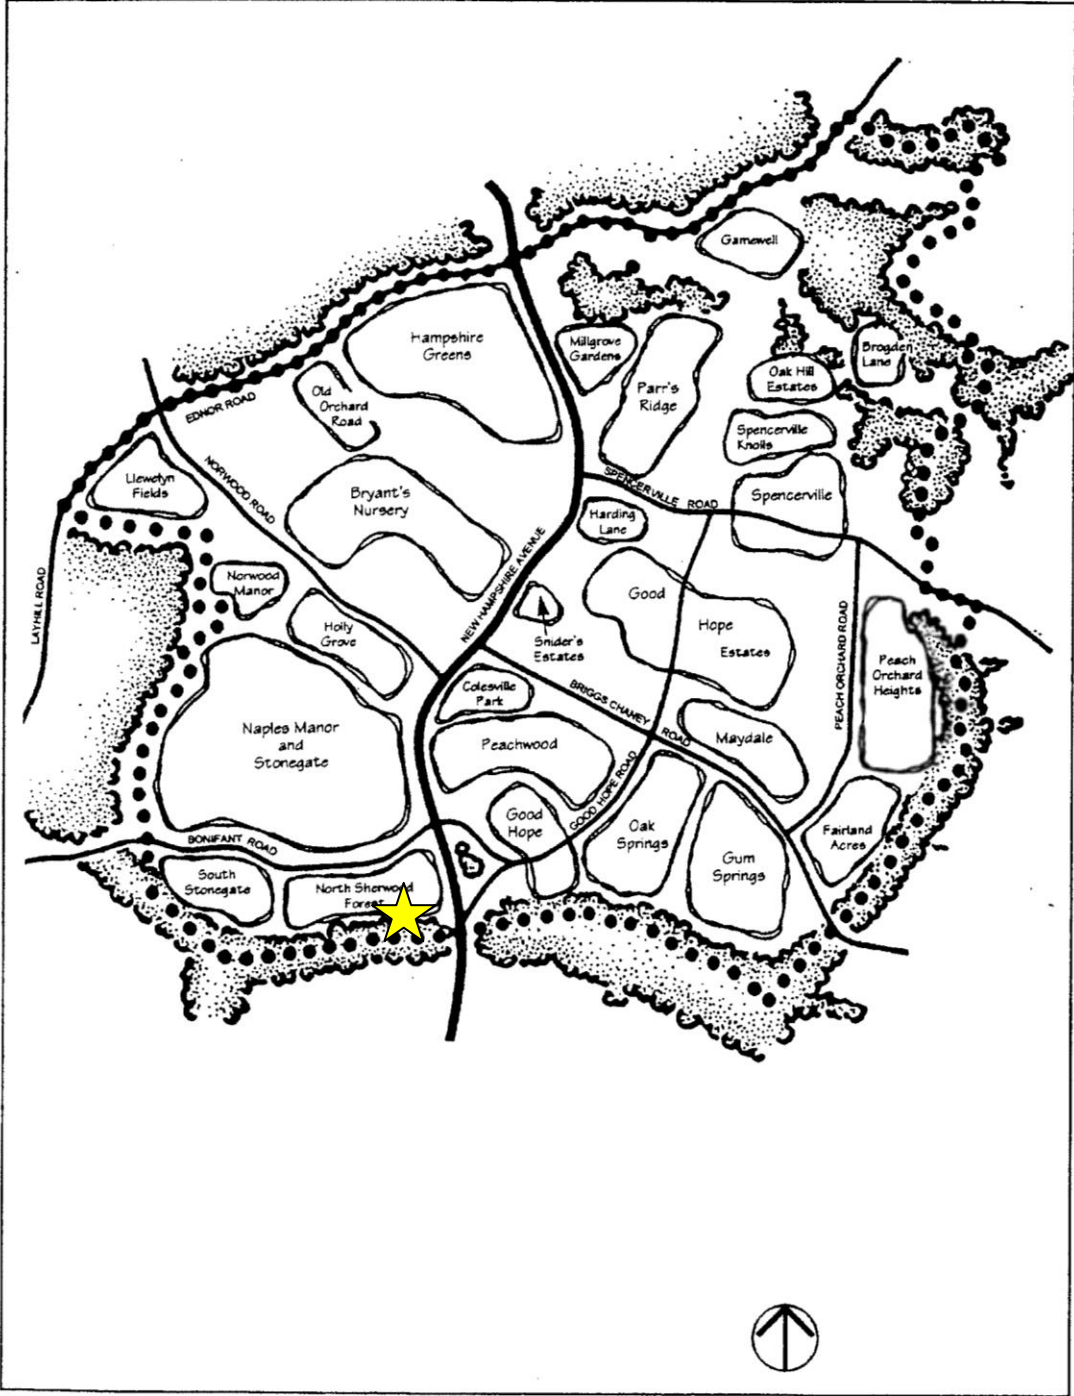 Gamewell
Hampshire
Greens
Millgrove
Gardens
Brogden
Lane
Oak Hill
Estates
Parr's
Ridge
Old
Orchard
Road
EDNOR ROAD
Spencerville
Knolls
NORWOOD ROAD
Llewelyn
Fields
Bryant's
Nursery
SPENCERVILLE ROAD
Spencerville
Harding
Lane
NEW HAMPSHIRE AVENUE
LAYHILL ROAD
Norwood
Manor
Good
Hope
Estates
Holly
Grove
Snider's
Estates
PEACH ORCHARD ROAD
Peach
Orchard
Heights
Colesville
Park
BRIGGS CHANEY ROAD
Naples Manor
and
Stonegate
Peachwood
Maydale
GOOD HOPE ROAD
Good
Hope
Oak
Springs
Fairland
Acres
BONIFANT ROAD
Gum
Springs
South
Stonegate
North Sherwood
Forest